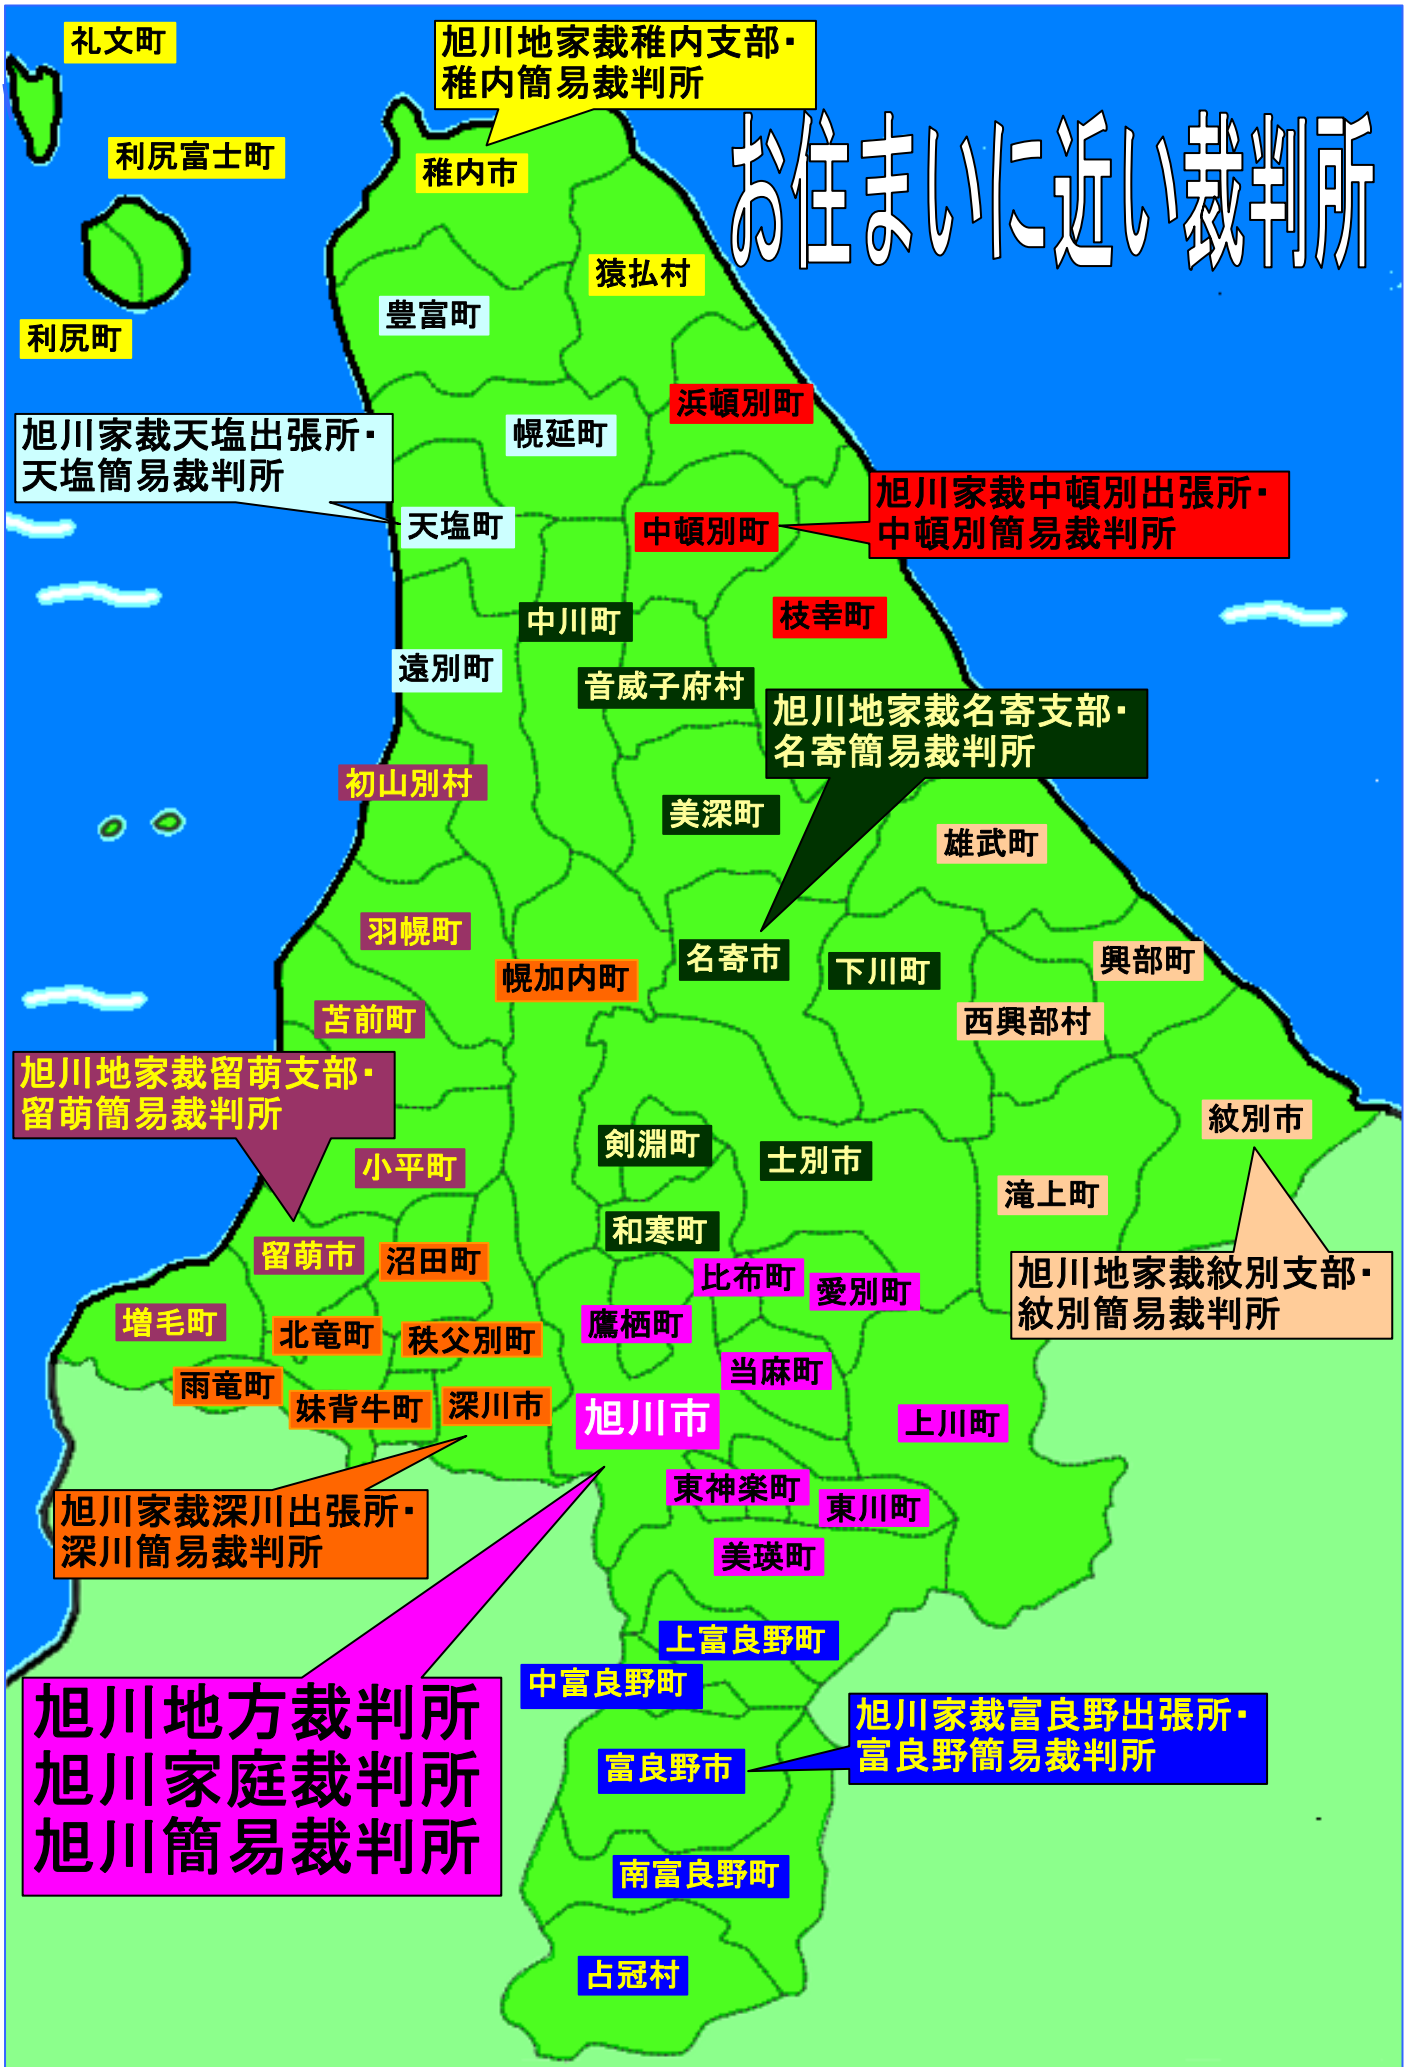 礼文町
旭川地家裁稚内支部・
稚内簡易裁判所
お住まいに近い裁判所
利尻富士町
稚内市
猿払村
豊富町
利尻町
浜頓別町
旭川家裁天塩出張所・
天塩簡易裁判所
幌延町
旭川家裁中頓別出張所・
中頓別簡易裁判所
天塩町
中頓別町
中川町
枝幸町
遠別町
音威子府村
旭川地家裁名寄支部・
名寄簡易裁判所
初山別村
美深町
雄武町
羽幌町
名寄市
下川町
興部町
幌加内町
苫前町
西興部村
旭川地家裁留萌支部・
留萌簡易裁判所
紋別市
剣淵町
士別市
小平町
滝上町
和寒町
留萌市
沼田町
比布町
愛別町
旭川地家裁紋別支部・
紋別簡易裁判所
増毛町
北竜町
秩父別町
鷹栖町
当麻町
雨竜町
妹背牛町
深川市
旭川市
上川町
東神楽町
東川町
旭川家裁深川出張所・
深川簡易裁判所
美瑛町
上富良野町
中富良野町
旭川地方裁判所
旭川家庭裁判所
旭川簡易裁判所
旭川家裁富良野出張所・
富良野簡易裁判所
富良野市
南富良野町
占冠村